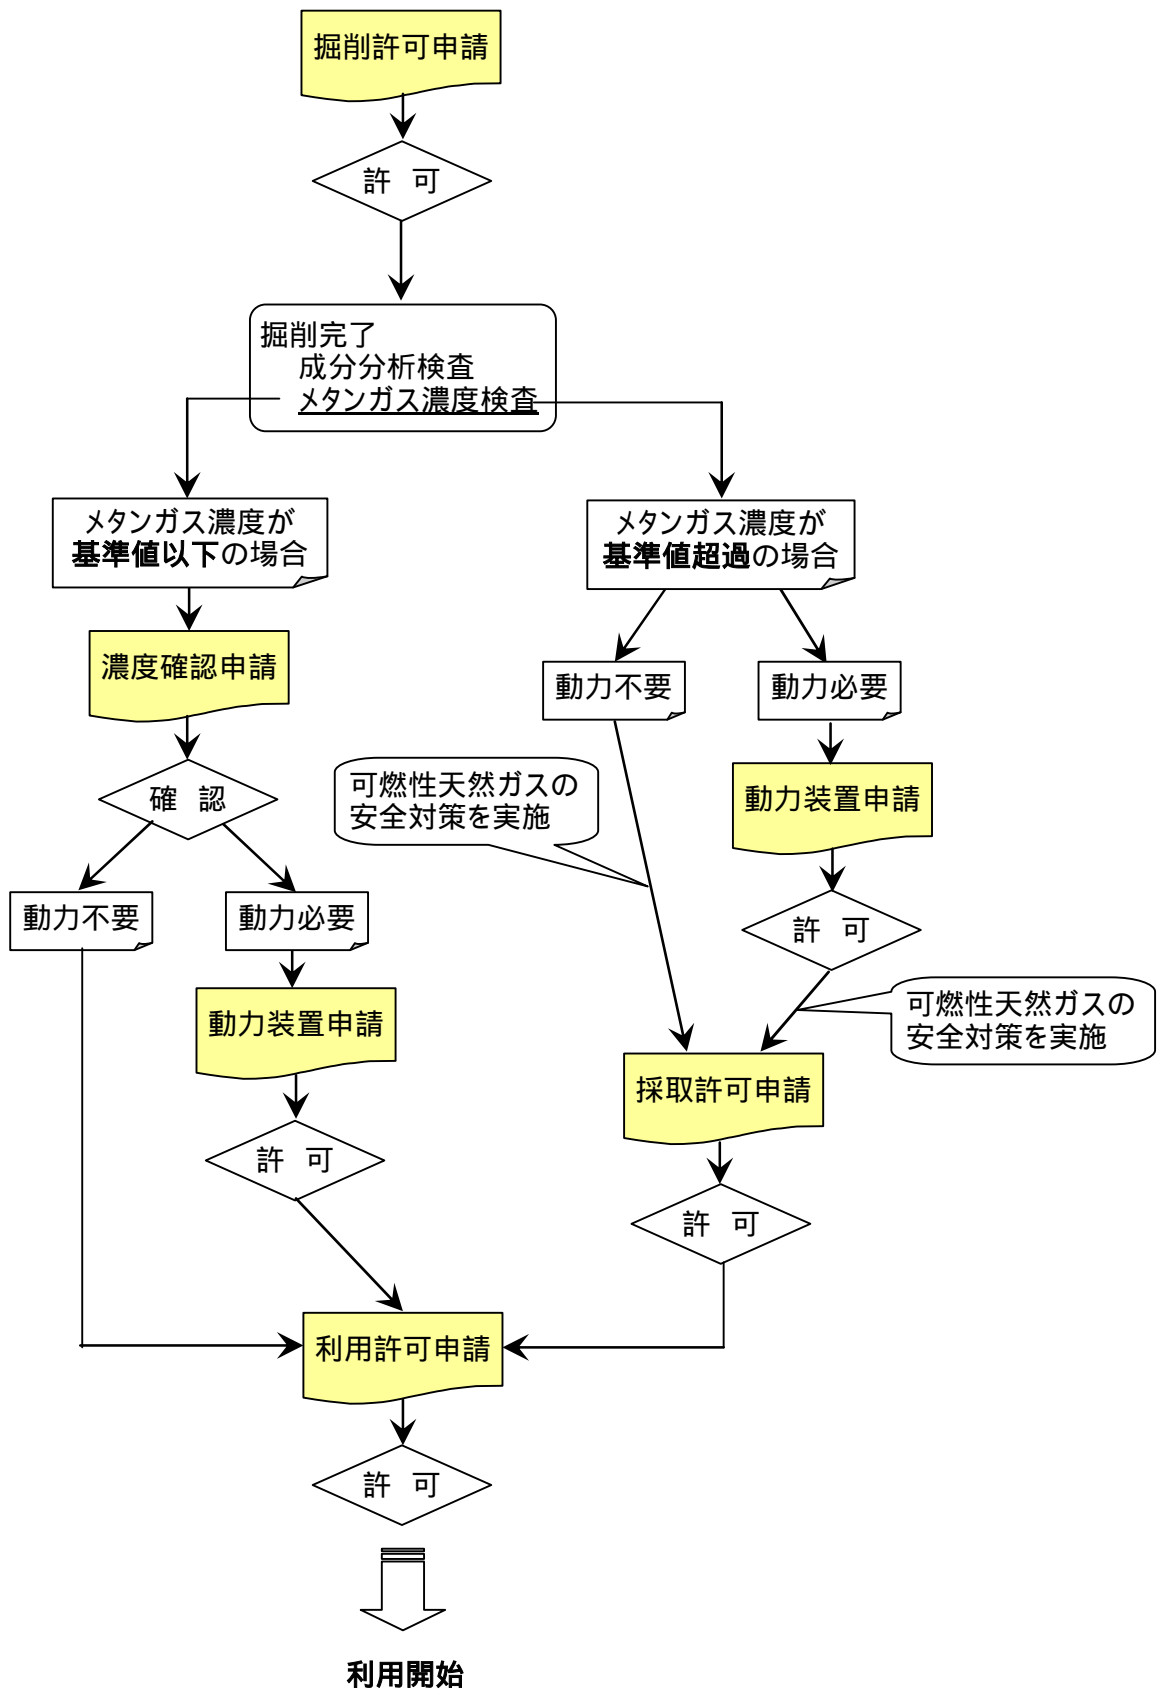 掘削許可申請
許 可
掘削完了
成分分析検査
メタンガス濃度検査
メタンガス濃度が
基準値以下の場合
メタンガス濃度が
基準値超過の場合
濃度確認申請
動力不要
動力必要
確 認
可燃性天然ガスの
安全対策を実施
動力装置申請
動力不要
動力必要
許 可
動力装置申請
可燃性天然ガスの
安全対策を実施
採取許可申請
許 可
許 可
利用許可申請
許 可
利用開始